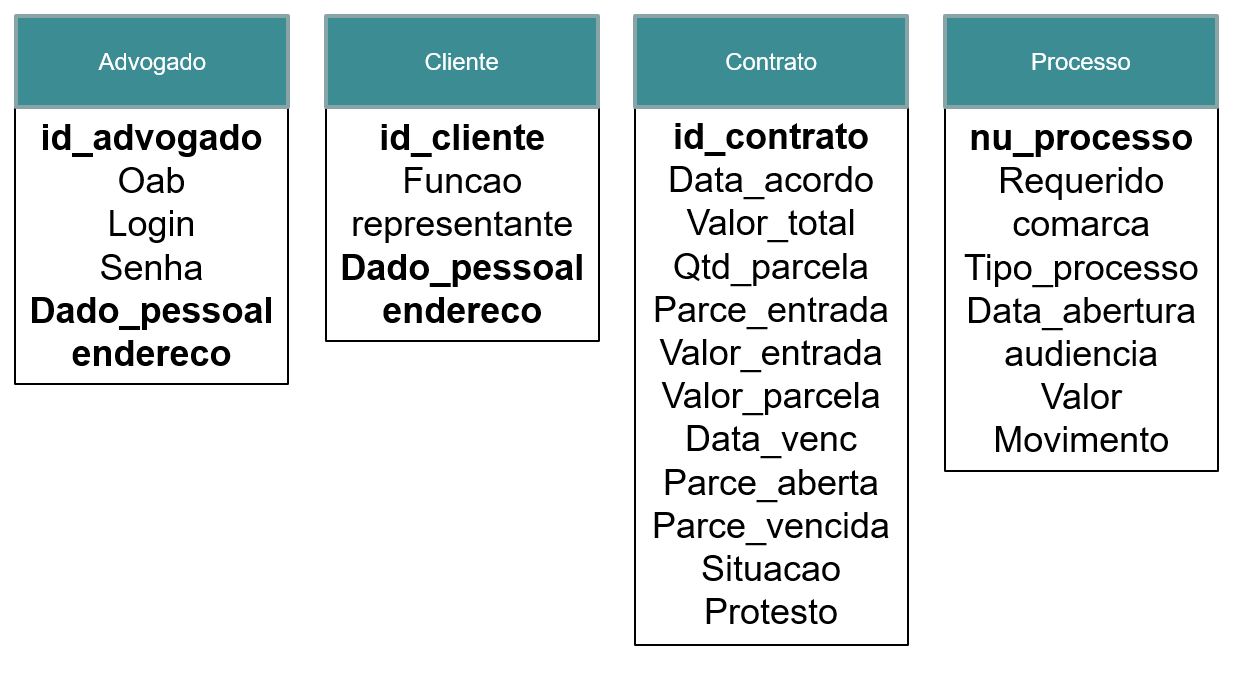 Advogado
id_advogado
Oab
Login
Senha
Dado_pessoal
endereco
Cliente
id_cliente
Funcao
representante
Dado_pessoal
endereco
Contrato
id_contrato
Data_acordo
Valor_total
Qtd_parcela
Parce_entrada
Valor_entrada
Valor_parcela
Data_venc
Parce_aberta
Parce_vencida
Situacao
Protesto
Processo
nu_processo
Requerido
comarca
Tipo_processo
Data_abertura
audiencia
Valor
Movimento